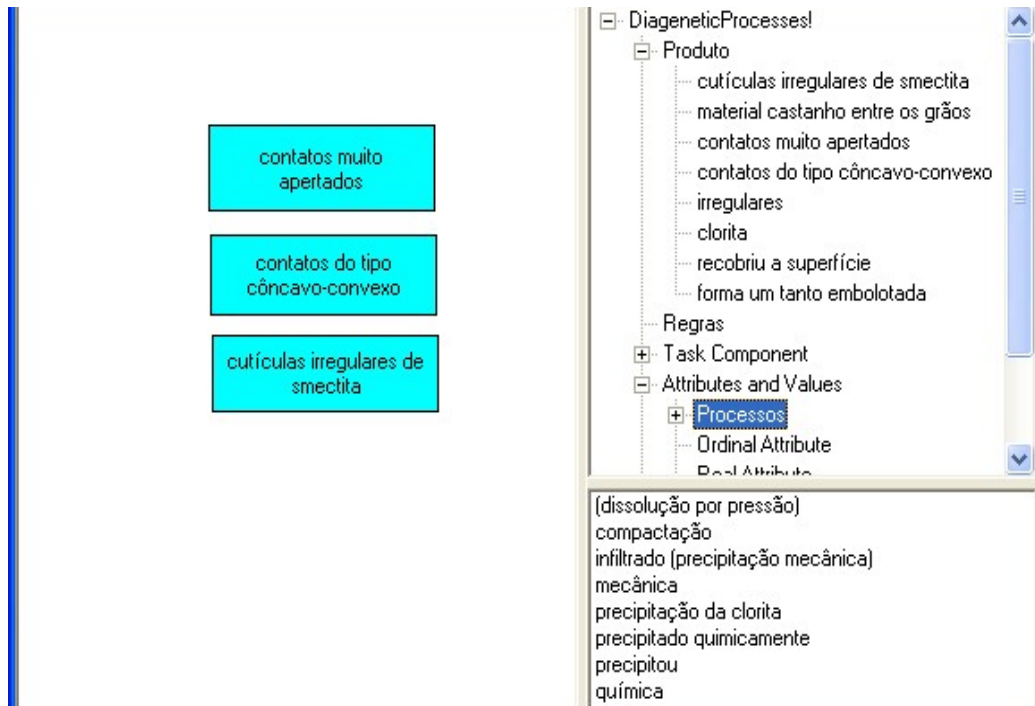 contatos muito
apertados
contatos do tipo
côncavo-convexo
cutículas irregulares de
smectita
DiageneticProcesses!
Produto
cutículas irregulares de smectita
material castanho entre os grãos
contatos muito apertados
contatos do tipo côncavo-convexo
irregulares
clorita
recobriu a superfície
forma um tanto embolotada
Regras
Task Component
Attributes and Values
Processos
Ordinal Attribute
Real Attribute
(dissolução por pressão)
compactação
infiltrado (precipitação mecânica)
mecânica
precipitação da clorita
precipitado quimicamente
precipitou
química